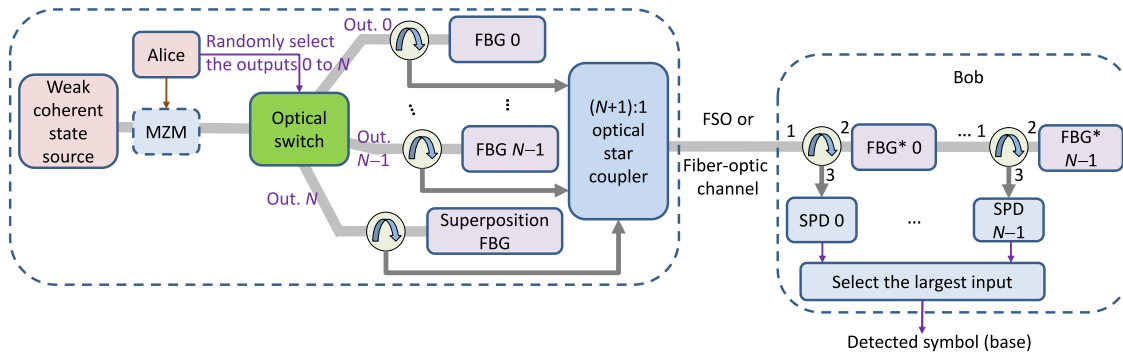 Out. 0
FBG 0
Alice
Randomly select
the outputs 0 to N
Weak
coherent
state
source
MZM
Optical
switch
...
...
Out.
N−1
FBG N−1
Out. N
Superposition
FBG
(N+1):1
optical
star
coupler
FSO or
Fiber-optic
channel
Bob
1
2
3
FBG* 0
... 1
2
3
FBG*
N−1
SPD 0
...
SPD
N−1
Select the largest input
Detected symbol (base)